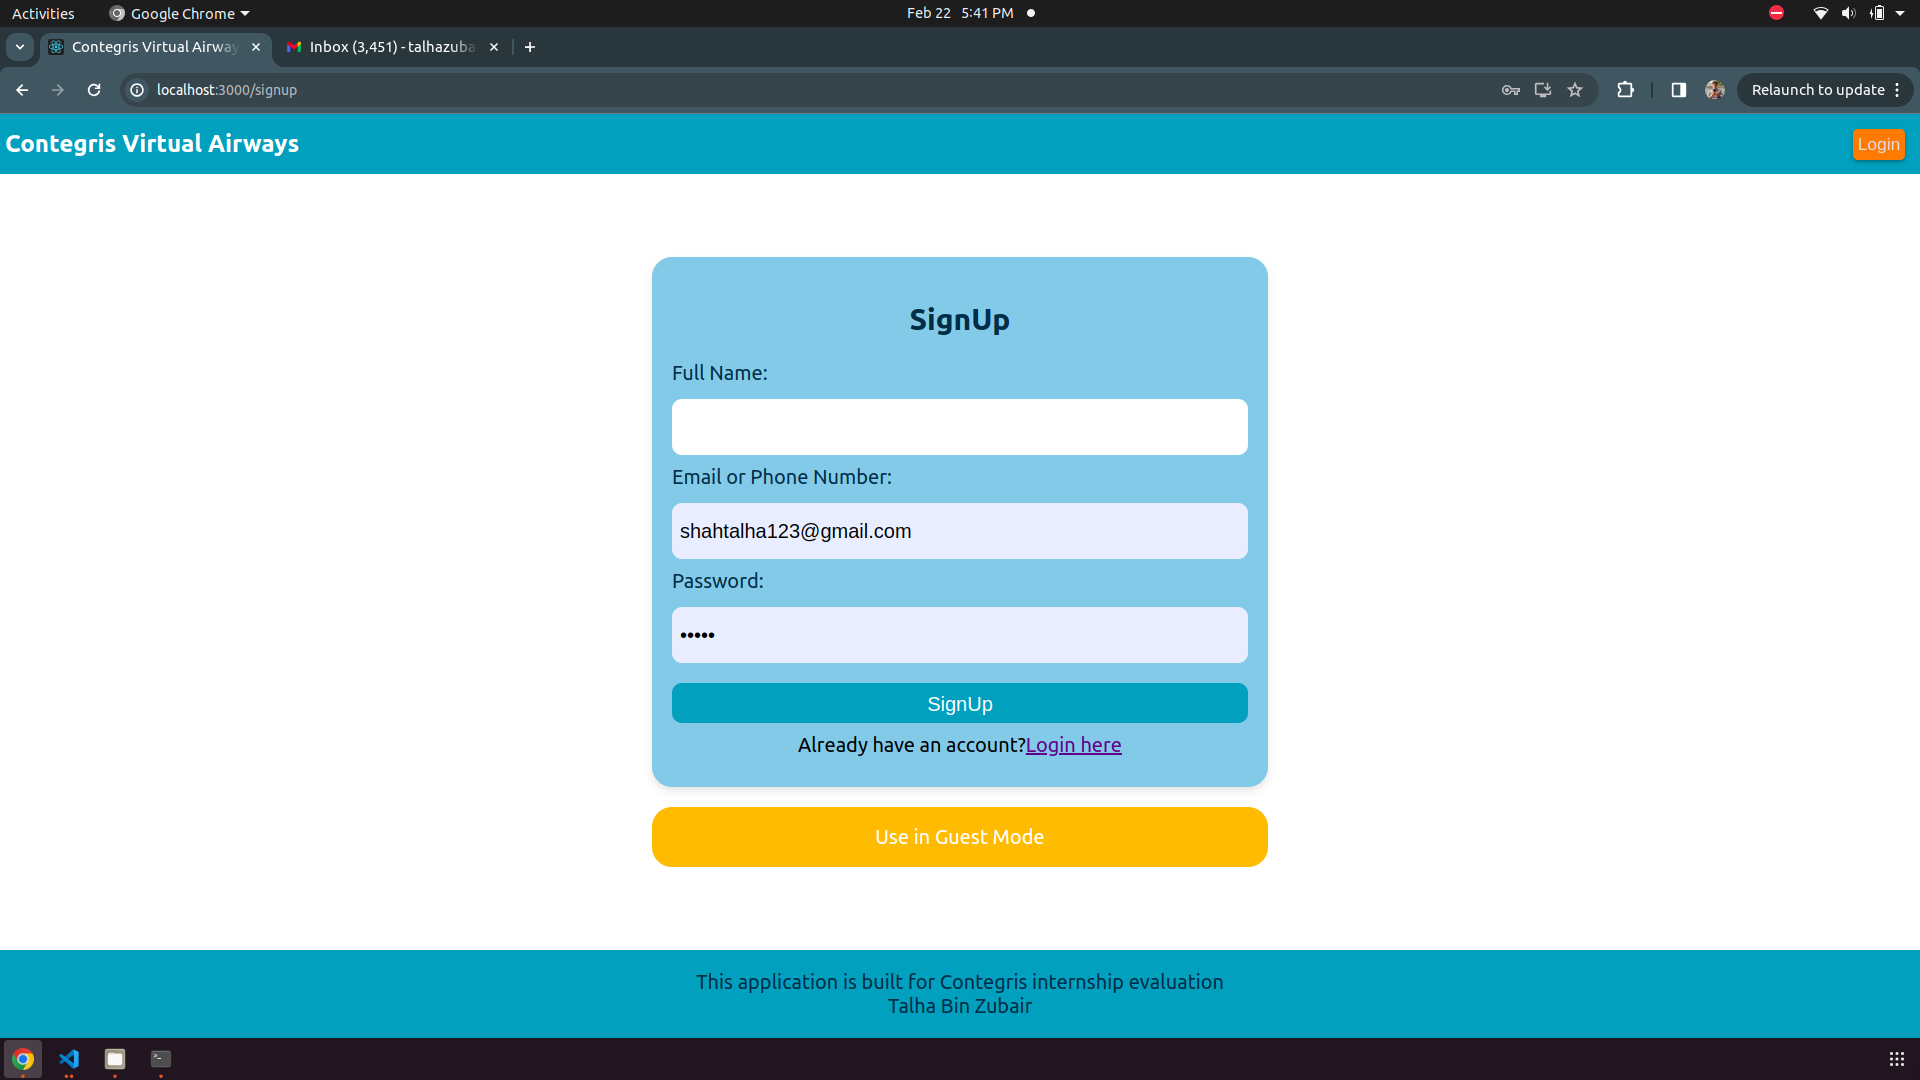 Activities
Google Chrome
Feb 22 5:41 PM
Contegris Virtual Airway
Inbox (3,451) - talhazuba
localhost:3000/signup
Relaunch to update
Contegris Virtual Airways
Login
SignUp
Full Name:
Email or Phone Number:
shahtalha123@gmail.com
Password:
•••••
SignUp
Already have an account?Login here
Use in Guest Mode
This application is built for Contegris internship evaluation
Talha Bin Zubair